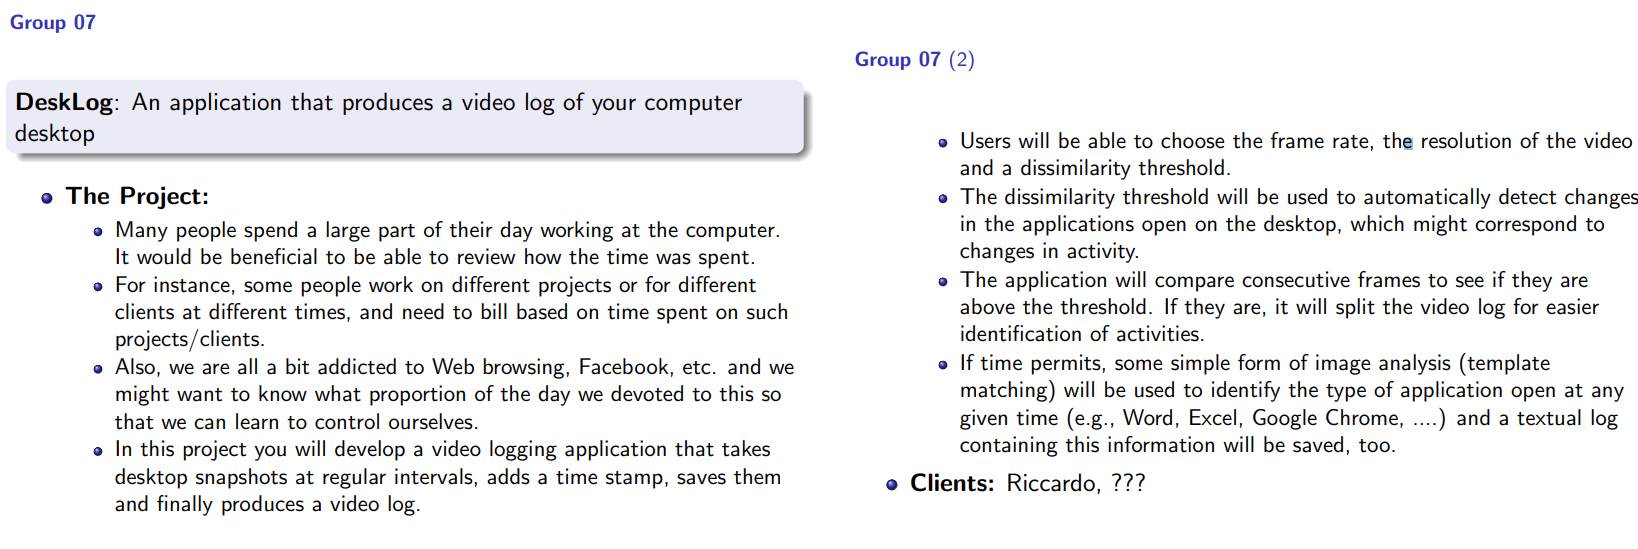 Group 07
DeskLog: An application that produces a video log of your computer
desktop
The Project:
Many people spend a large part of their day working at the computer.
It would be beneficial to be able to review how the time was spent.
For instance, some people work on different projects or for different
clients at different times, and need to bill based on time spent on such
projects/clients.
Also, we are all a bit addicted to Web browsing, Facebook, etc. and we
might want to know what proportion of the day we devoted to this so
that we can learn to control ourselves.
In this project you will develop a video logging application that takes
desktop snapshots at regular intervals, adds a time stamp, saves them
and finally produces a video log.
Group 07 (2)
Users will be able to choose the frame rate, the resolution of the video
and a dissimilarity threshold.
The dissimilarity threshold will be used to automatically detect changes
in the applications open on the desktop, which might correspond to
changes in activity.
The application will compare consecutive frames to see if they are
above the threshold. If they are, it will split the video log for easier
identification of activities.
If time permits, some simple form of image analysis (template
matching) will be used to identify the type of application open at any
given time (e.g., Word, Excel, Google Chrome, ....) and a textual log
containing this information will be saved, too.
Clients: Riccardo, ???